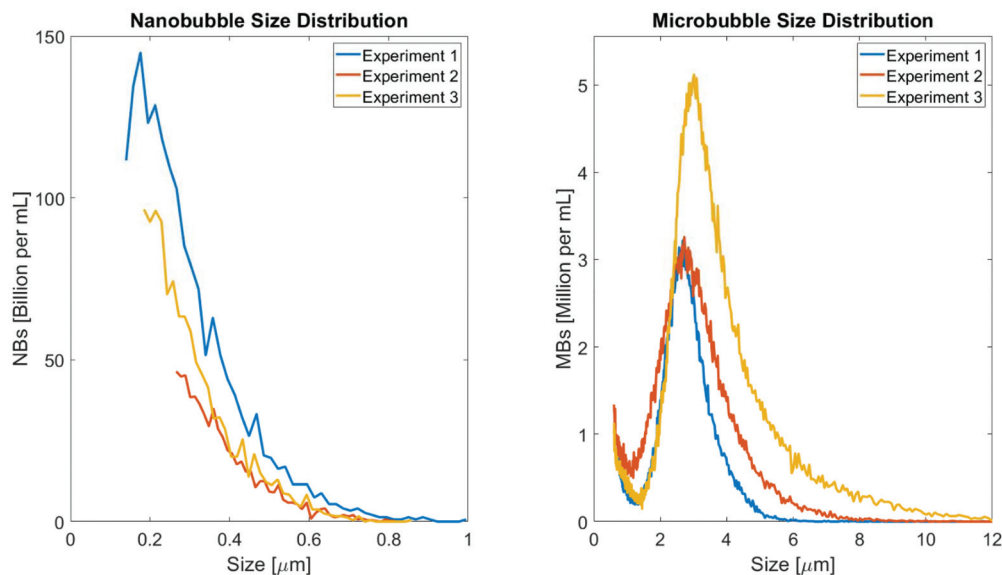 Nanobubble Size Distribution
150
100
50
0
NBs [Billion per mL]
0
0.2
0.4
0.6
0.8
1
Size [μm]
Experiment 1
Experiment 2
Experiment 3
Microbubble Size Distribution
5
4
3
2
1
0
MBs [Million per mL]
0
2
4
6
8
10
12
Size [μm]
Experiment 1
Experiment 2
Experiment 3